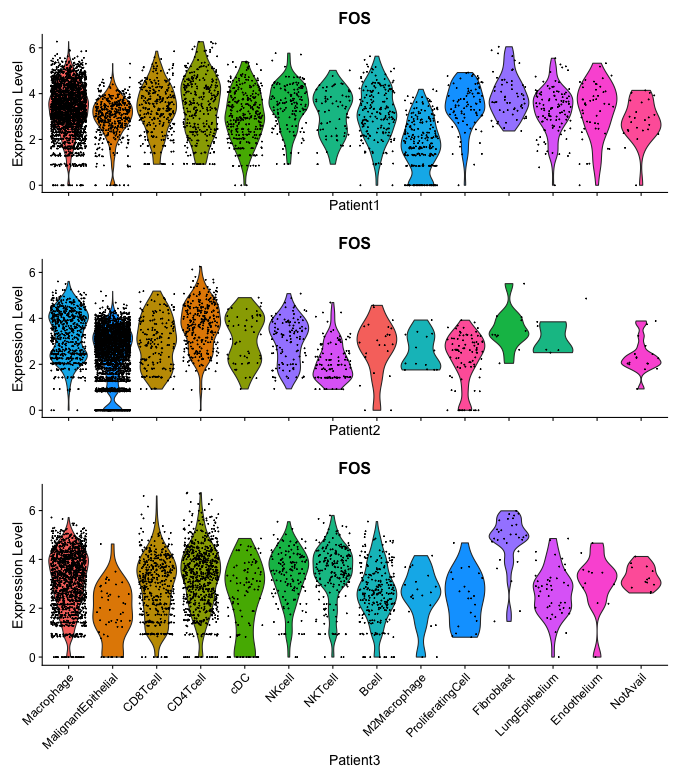 FOS
Expression Level
6
4
2
0
Patient1
FOS
Expression Level
6
4
2
0
Patient2
FOS
Expression Level
6
4
2
0
Macrophage
MalignantEpithelial
CD8Tcell
CD4Tcell
cDC
NKcell
NKTcell
Bcell
M2Macrophage
ProliferatingCell
Fibroblast
LungEpithelium
Endothelium
NotAvail
Patient3